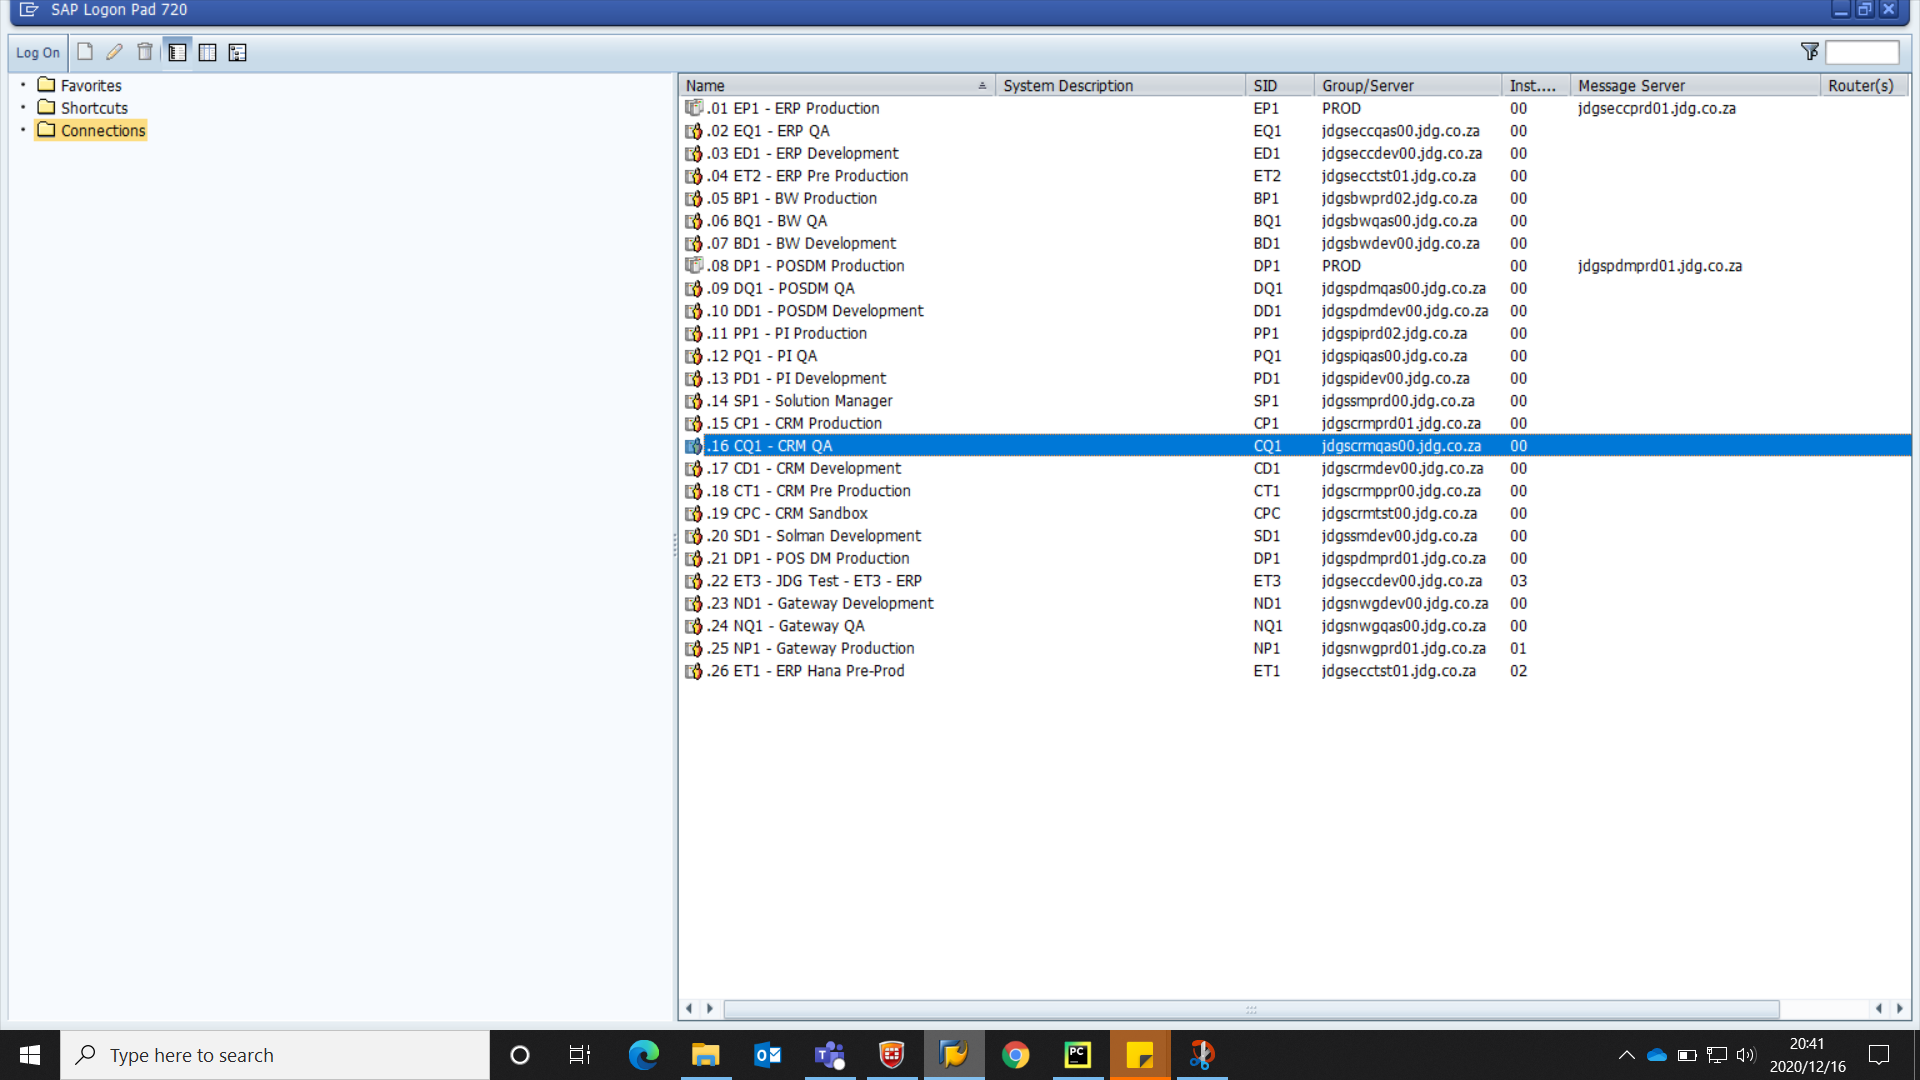 SAP Logon Pad 720
Log On
Favorites
Shortcuts
Connections
Name System Description SID Group/Server Inst.... Message Server Router(s)
.01 EP1 - ERP Production EP1 PROD 00 jdgseccprd01.jdg.co.za
.02 EQ1 - ERP QA EQ1 jdgseccqas00.jdg.co.za 00
.03 ED1 - ERP Development ED1 jdgseccdev00.jdg.co.za 00
.04 ET2 - ERP Pre Production ET2 jdgsecctst01.jdg.co.za 00
.05 BP1 - BW Production BP1 jdgsbwprd02.jdg.co.za 00
.06 BQ1 - BW QA BQ1 jdgsbwqas00.jdg.co.za 00
.07 BD1 - BW Development BD1 jdgsbwdev00.jdg.co.za 00
.08 DP1 - POSDM Production DP1 PROD 00 jdgspdmprd01.jdg.co.za
.09 DQ1 - POSDM QA DQ1 jdgspdmqas00.jdg.co.za 00
.10 DD1 - POSDM Development DD1 jdgspdmdev00.jdg.co.za 00
.11 PP1 - PI Production PP1 jdgspiprd02.jdg.co.za 00
.12 PQ1 - PI QA PQ1 jdgspiqas00.jdg.co.za 00
.13 PD1 - PI Development PD1 jdgspidev00.jdg.co.za 00
.14 SP1 - Solution Manager SP1 jdgssmprd00.jdg.co.za 00
.15 CP1 - CRM Production CP1 jdgscrmprd01.jdg.co.za 00
.16 CQ1 - CRM QA CQ1 jdgscrmqas00.jdg.co.za 00
.17 CD1 - CRM Development CD1 jdgscrmdev00.jdg.co.za 00
.18 CT1 - CRM Pre Production CT1 jdgscrmppr00.jdg.co.za 00
.19 CPC - CRM Sandbox CPC jdgscrmtst00.jdg.co.za 00
.20 SD1 - Solman Development SD1 jdgssmdev00.jdg.co.za 00
.21 DP1 - POS DM Production DP1 jdgspdmprd01.jdg.co.za 00
.22 ET3 - JDG Test - ET3 - ERP ET3 jdgseccdev00.jdg.co.za 03
.23 ND1 - Gateway Development ND1 jdgsnwgdev00.jdg.co.za 00
.24 NQ1 - Gateway QA NQ1 jdgsnwgqas00.jdg.co.za 00
.25 NP1 - Gateway Production NP1 jdgsnwgprd01.jdg.co.za 01
.26 ET1 - ERP Hana Pre-Prod ET1 jdgsecctst01.jdg.co.za 02
Type here to search
PC
20:41
2020/12/16